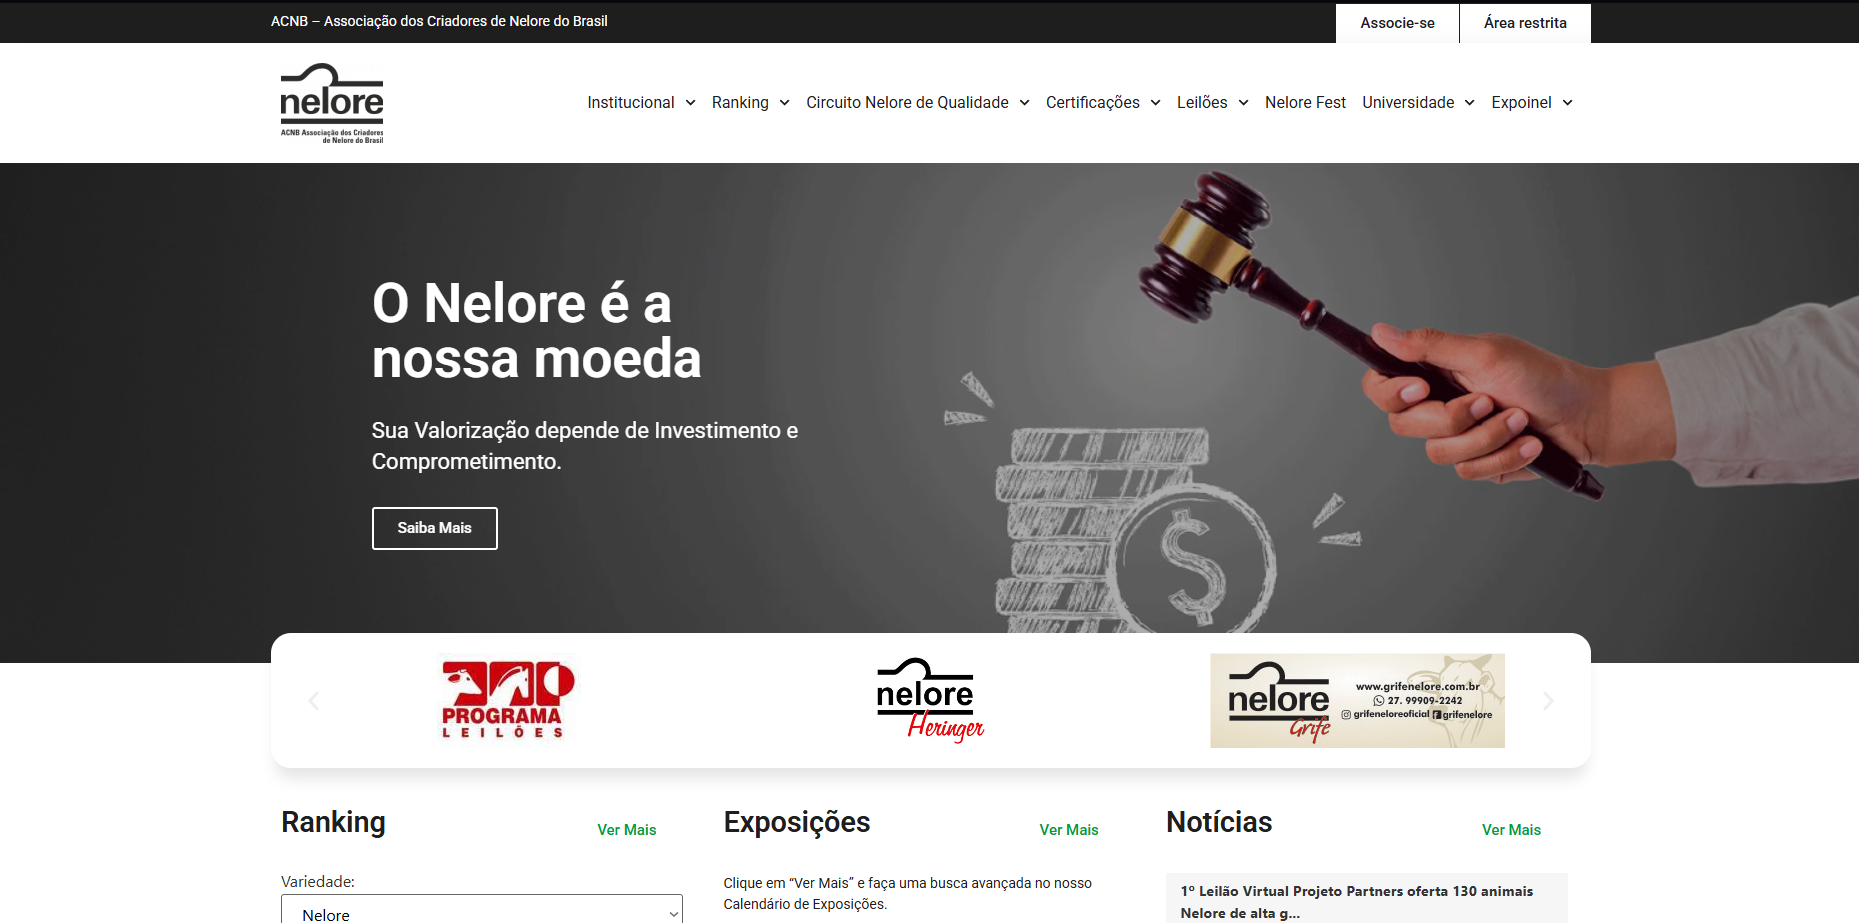 ACNB – Associação dos Criadores de Nelore do Brasil
Associe-se
Área restrita
nelore
ACNB Associação dos Criadores
de Nelore do Brasil
Institucional
Ranking
Circuito Nelore de Qualidade
Certificações
Leilões
Nelore Fest
Universidade
Expoinel
O Nelore é a
nossa moeda
Sua Valorização depende de Investimento e
Comprometimento.
Saiba Mais
$
PROGRAMA
LEILÕES
nelore
Heringer
nelore
Grife
www.grifenelore.com.br
27. 99909-2242
grifeneloreoficial grifenelore
Ranking
Ver Mais
Variedade:
Nelore
Exposições
Ver Mais
Clique em “Ver Mais” e faça uma busca avançada no nosso
Calendário de Exposições.
Notícias
Ver Mais
1º Leilão Virtual Projeto Partners oferta 130 animais
Nelore de alta g...